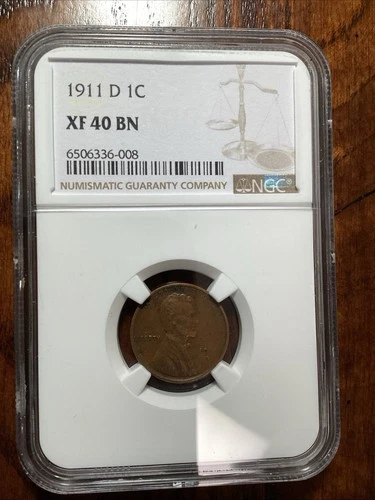 1911 D 1C
XF 40 BN
6506336-008
NUMISMATIC GUARANTY COMPANY
NGC®